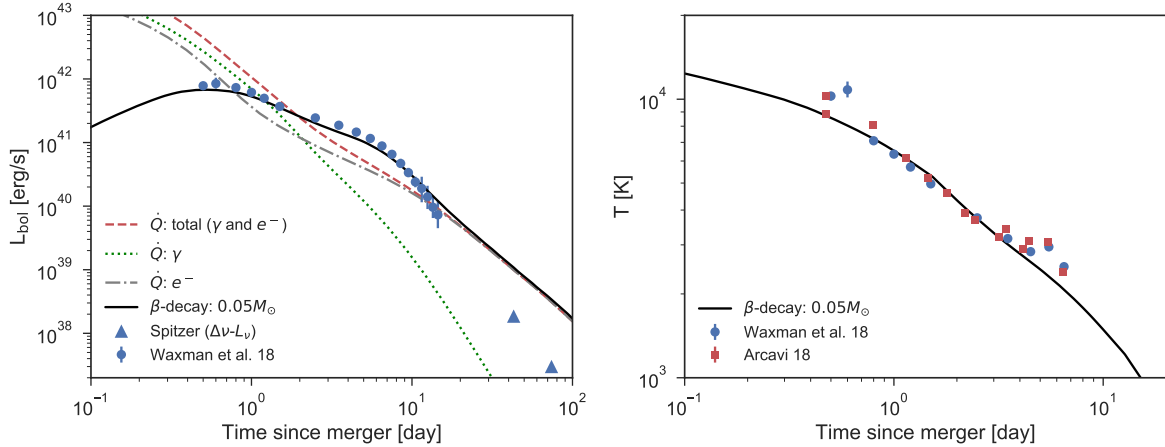 10^43
10^42
10^41
10^40
10^39
10^38
L_bol [erg/s]
Q̇: total (γ and e⁻)
Q̇: γ
Q̇: e⁻
β-decay: 0.05M_⊙
Spitzer (Δν-L_ν)
Waxman et al. 18
10^−1
10^0
10^1
10^2
Time since merger [day]
10^4
10^3
T [K]
β-decay: 0.05M_⊙
Waxman et al. 18
Arcavi 18
10^−1
10^0
10^1
Time since merger [day]